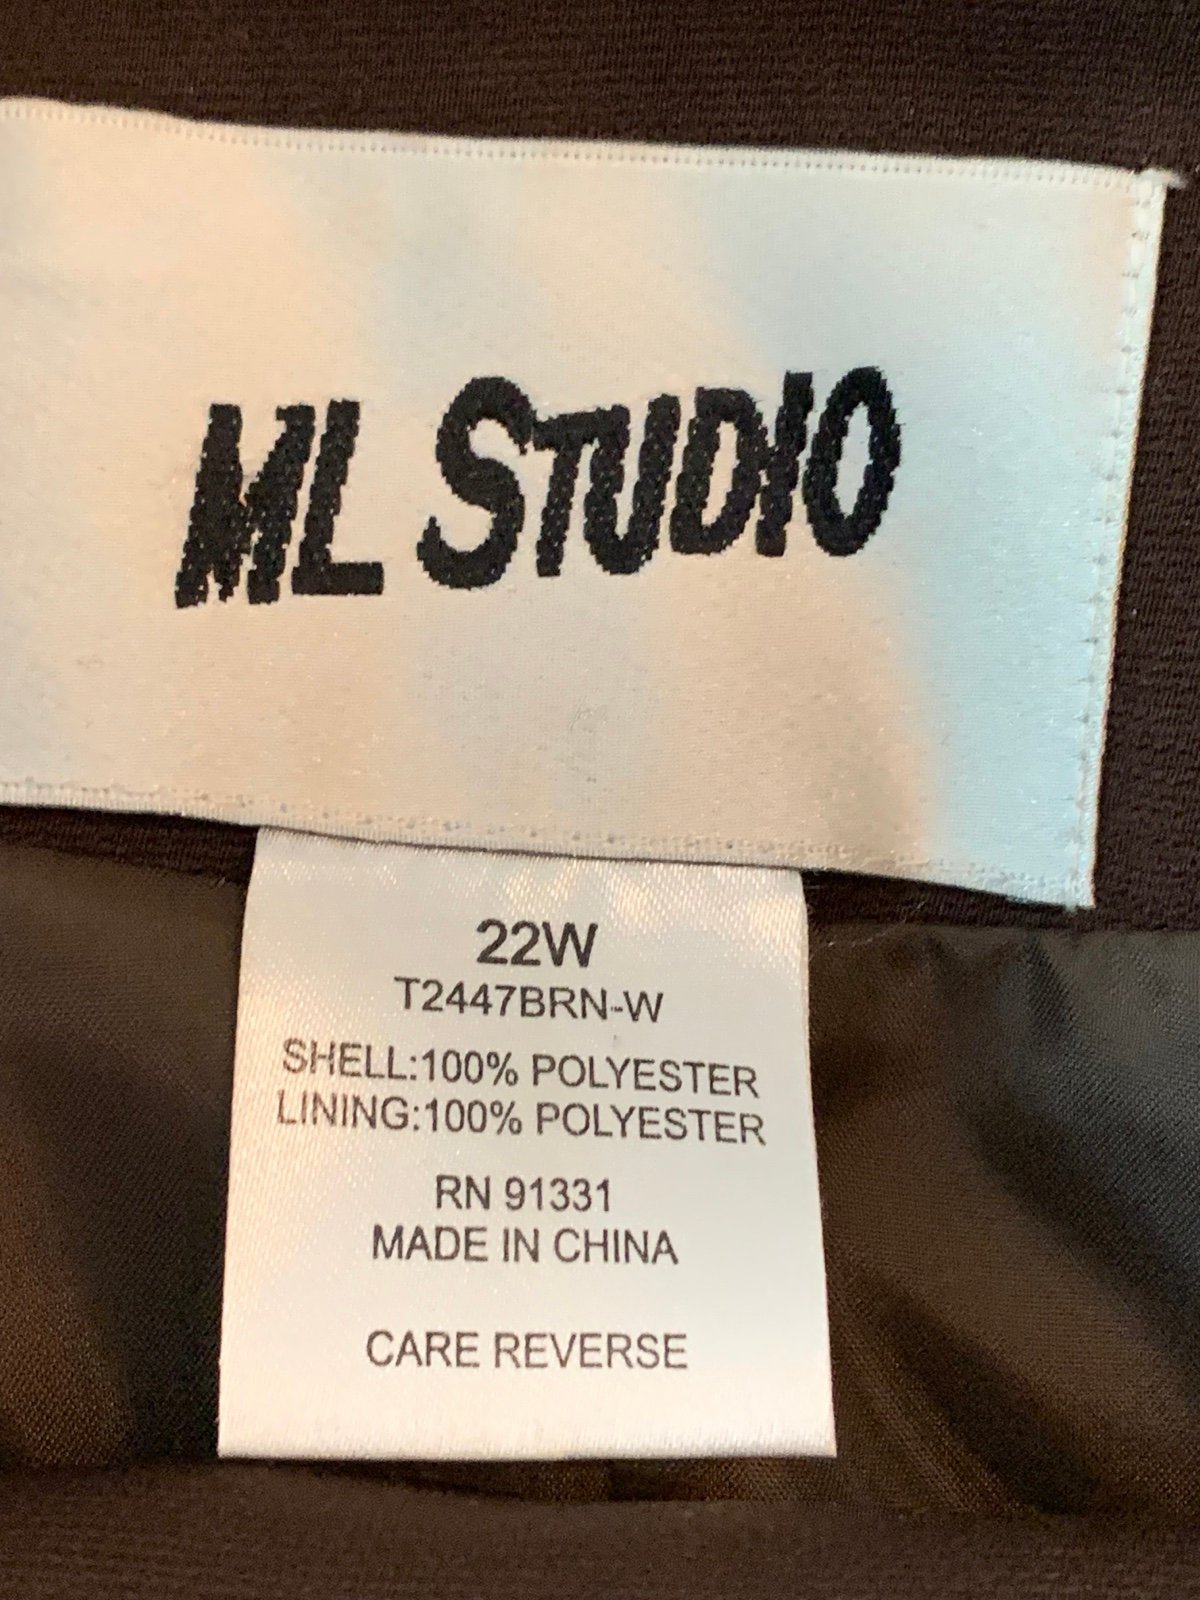 ML STUDIO
22W
T2447BRN-W
SHELL:100% POLYESTER
LINING:100% POLYESTER
RN 91331
MADE IN CHINA
CARE REVERSE